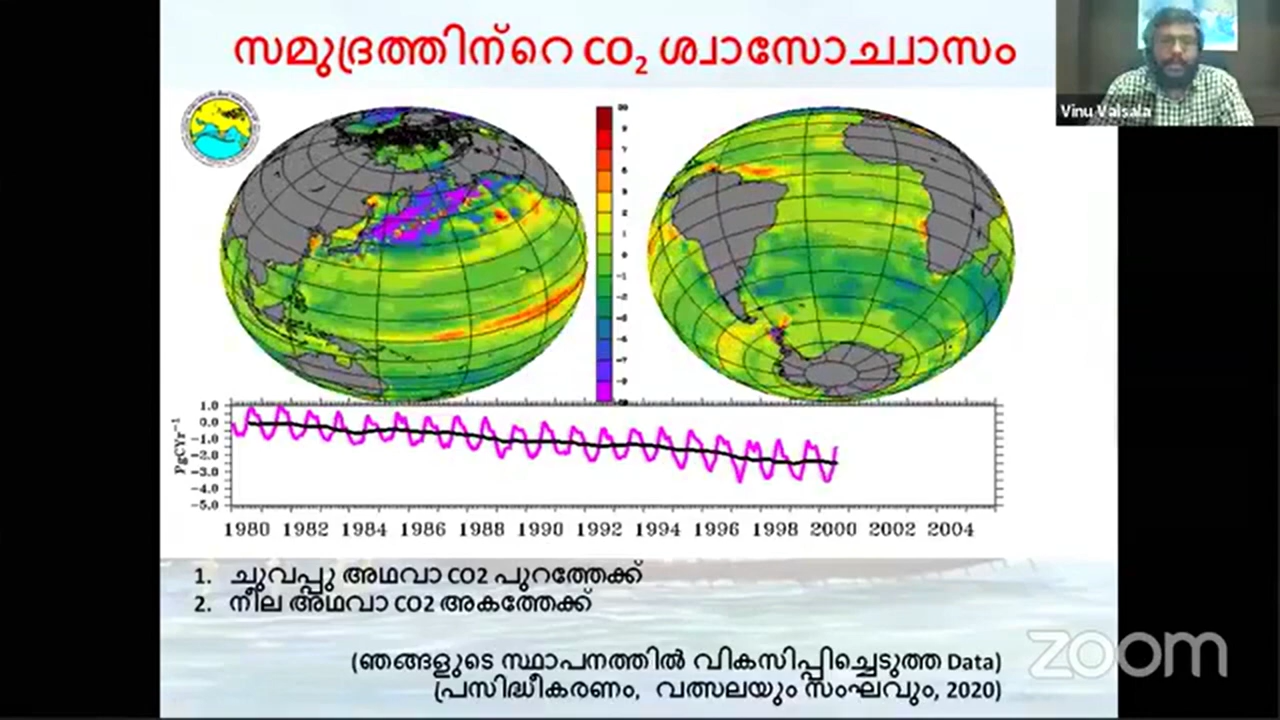 സമുദ്രത്തിന്റെ CO₂ ശ്വാസോച്വാസം
Vinu Valsala
1.0
0.0
-1.0
-2.0
-3.0
-4.0
-5.0
PgCYr⁻¹
1980 1982 1984 1986 1988 1990 1992 1994 1996 1998 2000 2002 2004
1. ചുവപ്പു അഥവാ CO2 പുറത്തേക്ക്
2. നീല അഥവാ CO2 അകത്തേക്ക്
(ഞങ്ങളുടെ സ്ഥാപനത്തിൽ വികസിപ്പിച്ചെടുത്ത Data)
(പ്രസിദ്ധീകരണം, വത്സലയും സംഘവും, 2020)
zoom